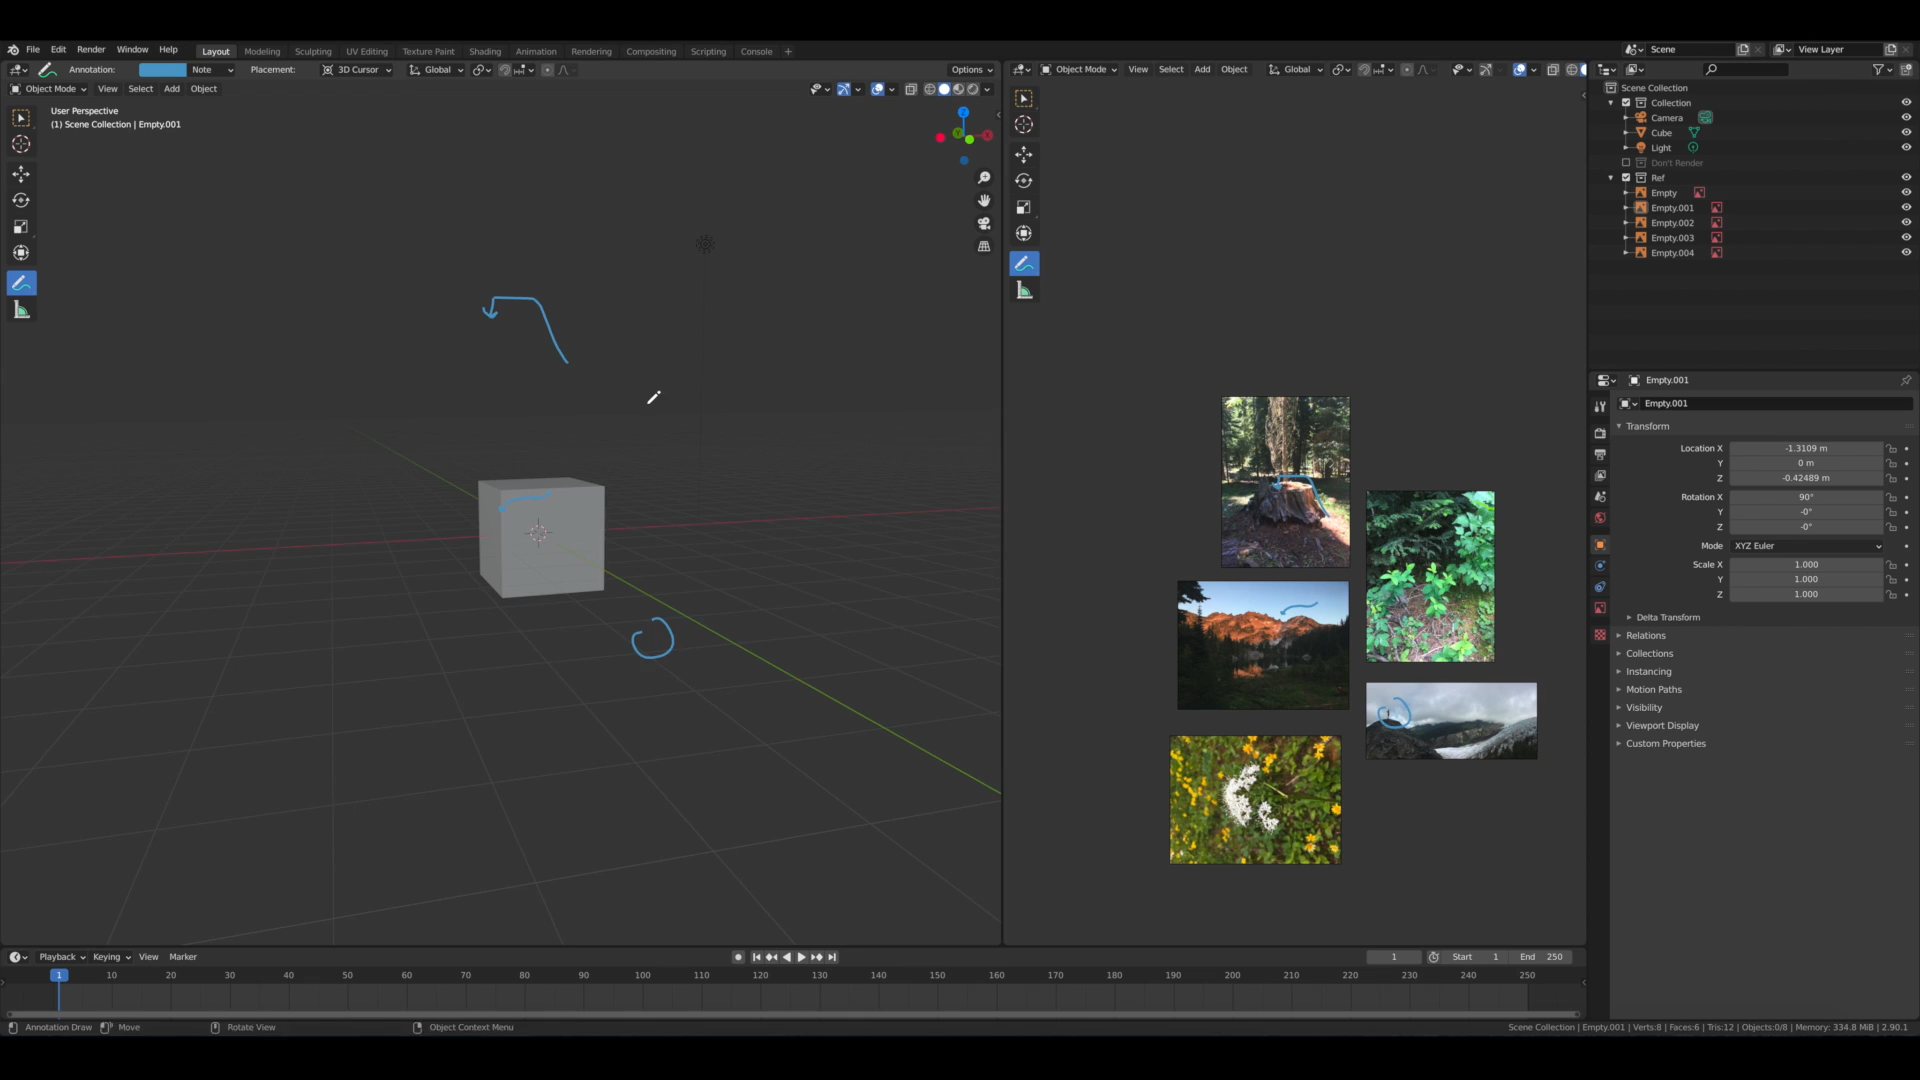 File Edit Render Window Help Layout Modeling Sculpting UV Editing Texture Paint Shading Animation Rendering Compositing Scripting Console + Scene View Layer
Annotation: Note Placement: 3D Cursor Global Options Object Mode View Select Add Object Global
Object Mode View Select Add Object
User Perspective
(1) Scene Collection | Empty.001
Scene Collection
Collection
Camera
Cube
Light
Don't Render
Ref
Empty
Empty.001
Empty.002
Empty.003
Empty.004
Empty.001
Empty.001
Transform
Location X -1.3109 m
Y 0 m
Z -0.42489 m
Rotation X 90°
Y -0°
Z -0°
Mode XYZ Euler
Scale X 1.000
Y 1.000
Z 1.000
Delta Transform
Relations
Collections
Instancing
Motion Paths
Visibility
Viewport Display
Custom Properties
Playback Keying View Marker 1 Start 1 End 250
1 10 20 30 40 50 60 70 80 90 100 110 120 130 140 150 160 170 180 190 200 210 220 230 240 250
Annotation Draw Move Rotate View Object Context Menu Scene Collection | Empty.001 | Verts:8 | Faces:6 | Tris:12 | Objects:0/8 | Memory: 334.8 MiB | 2.90.1